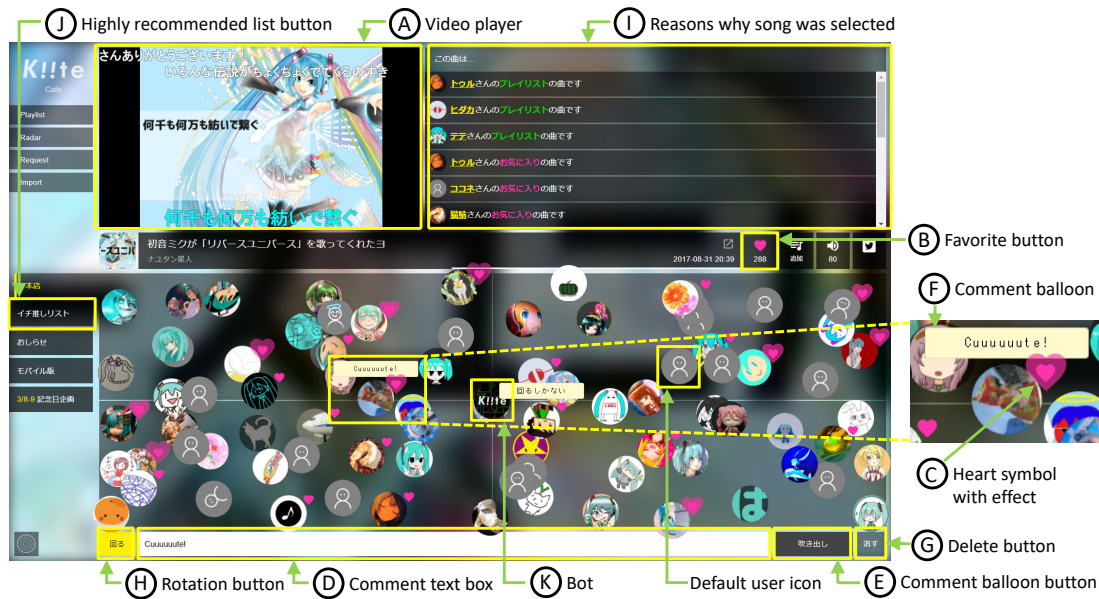 J Highly recommended list button
A Video player
I Reasons why song was selected
K!!te
Cafe
Playlist
Radar
Request
Import
さんありがとうございます！
いろんな伝説がちょくちょくでてくるのすき
何千も何万も紡いで繋ぐ
何千も何万も紡いで繋ぐ
この曲は...
トゥルさんのプレイリストの曲です
ヒダカさんのプレイリストの曲です
テテさんのプレイリストの曲です
トゥルさんのお気に入りの曲です
ココネさんのお気に入りの曲です
猫鯖さんのお気に入りの曲です
初音ミクが「リバースユニバース」を歌ってくれたヨ
ナユタン星人
2017-08-31 20:39
288
追加
80
B Favorite button
本店
イチ推しリスト
おしらせ
モバイル版
3/8-9 記念日企画
Cuuuuuute!
K!!te
回るしかない
F Comment balloon
Cuuuuuute!
C Heart symbol
with effect
回る
Cuuuuuute!
吹き出し
消す
H Rotation button
D Comment text box
K Bot
Default user icon
E Comment balloon button
G Delete button